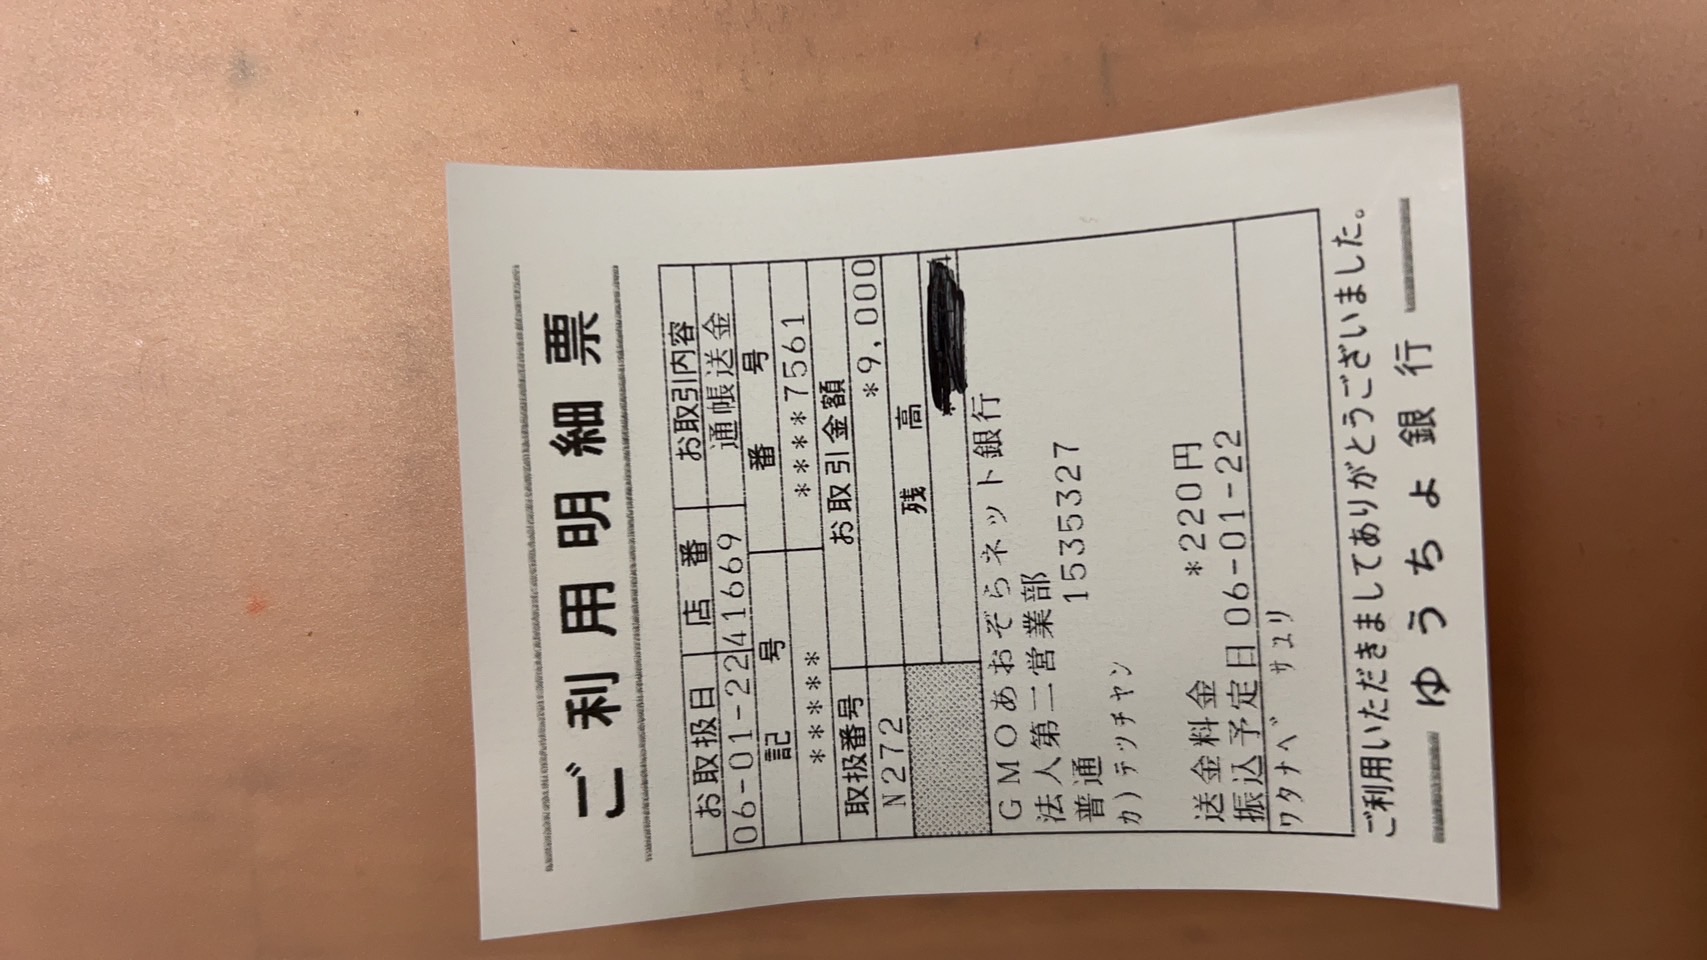 ご利用明細票
お取扱日 店番 お取引内容
06-01-22 41669 通帳送金
記号 番号
***** ****7561
取扱番号 お取引金額
N272 *9,000
残高
GMOあおぞらネット銀行
法人第二営業部
普通 1535327
カ)テツチヤン
送金料金 *220円
振込予定日 06-01-22
ワタナベ サユリ
ご利用いただきましてありがとうございました。
ゆうちょ銀行